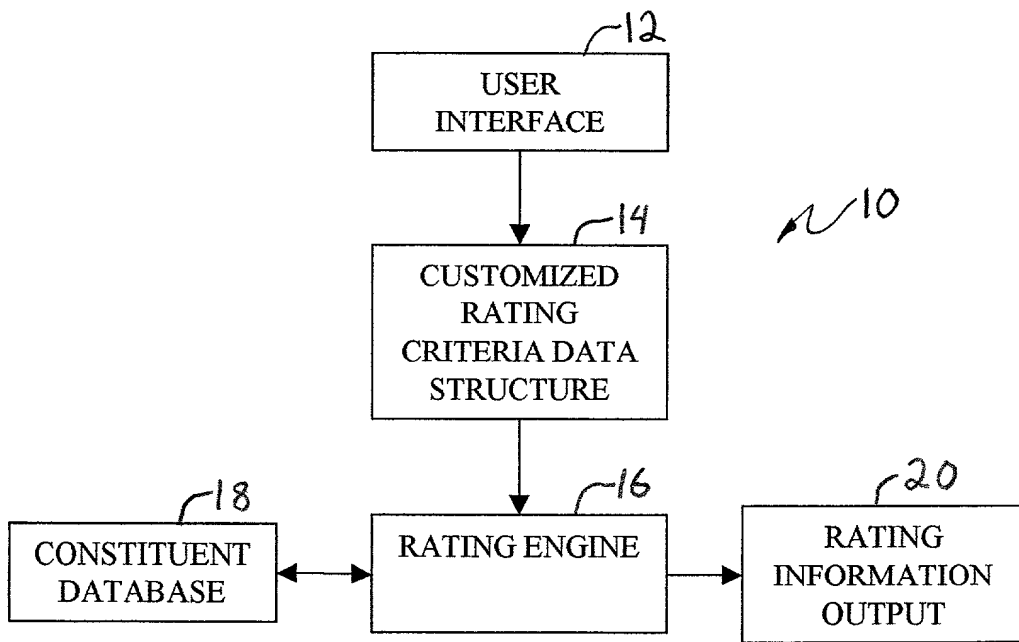 12
USER
INTERFACE
10
14
CUSTOMIZED
RATING
CRITERIA DATA
STRUCTURE
18
CONSTITUENT
DATABASE
16
RATING ENGINE
20
RATING
INFORMATION
OUTPUT